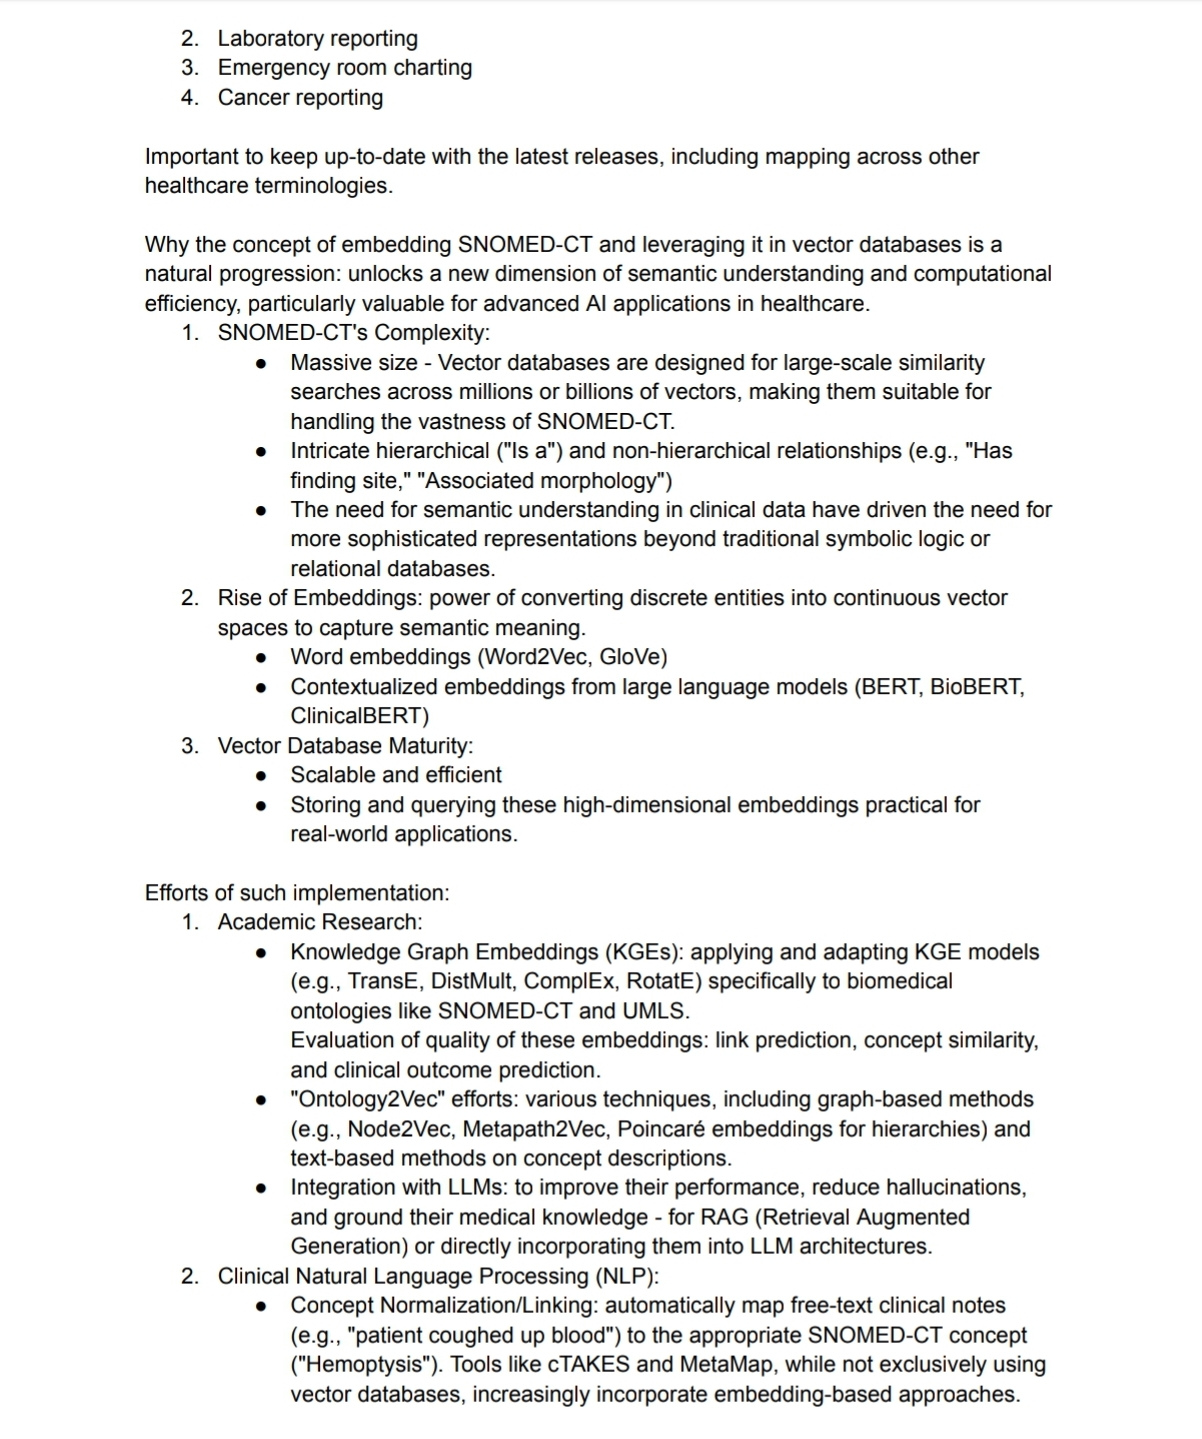 2. Laboratory reporting
3. Emergency room charting
4. Cancer reporting
Important to keep up-to-date with the latest releases, including mapping across other
healthcare terminologies.
Why the concept of embedding SNOMED-CT and leveraging it in vector databases is a
natural progression: unlocks a new dimension of semantic understanding and computational
efficiency, particularly valuable for advanced AI applications in healthcare.
1. SNOMED-CT's Complexity:
● Massive size - Vector databases are designed for large-scale similarity
searches across millions or billions of vectors, making them suitable for
handling the vastness of SNOMED-CT.
● Intricate hierarchical ("Is a") and non-hierarchical relationships (e.g., "Has
finding site," "Associated morphology")
● The need for semantic understanding in clinical data have driven the need for
more sophisticated representations beyond traditional symbolic logic or
relational databases.
2. Rise of Embeddings: power of converting discrete entities into continuous vector
spaces to capture semantic meaning.
● Word embeddings (Word2Vec, GloVe)
● Contextualized embeddings from large language models (BERT, BioBERT,
ClinicalBERT)
3. Vector Database Maturity:
● Scalable and efficient
● Storing and querying these high-dimensional embeddings practical for
real-world applications.
Efforts of such implementation:
1. Academic Research:
● Knowledge Graph Embeddings (KGEs): applying and adapting KGE models
(e.g., TransE, DistMult, ComplEx, RotatE) specifically to biomedical
ontologies like SNOMED-CT and UMLS.
Evaluation of quality of these embeddings: link prediction, concept similarity,
and clinical outcome prediction.
● "Ontology2Vec" efforts: various techniques, including graph-based methods
(e.g., Node2Vec, Metapath2Vec, Poincaré embeddings for hierarchies) and
text-based methods on concept descriptions.
● Integration with LLMs: to improve their performance, reduce hallucinations,
and ground their medical knowledge - for RAG (Retrieval Augmented
Generation) or directly incorporating them into LLM architectures.
2. Clinical Natural Language Processing (NLP):
● Concept Normalization/Linking: automatically map free-text clinical notes
(e.g., "patient coughed up blood") to the appropriate SNOMED-CT concept
("Hemoptysis"). Tools like cTAKES and MetaMap, while not exclusively using
vector databases, increasingly incorporate embedding-based approaches.